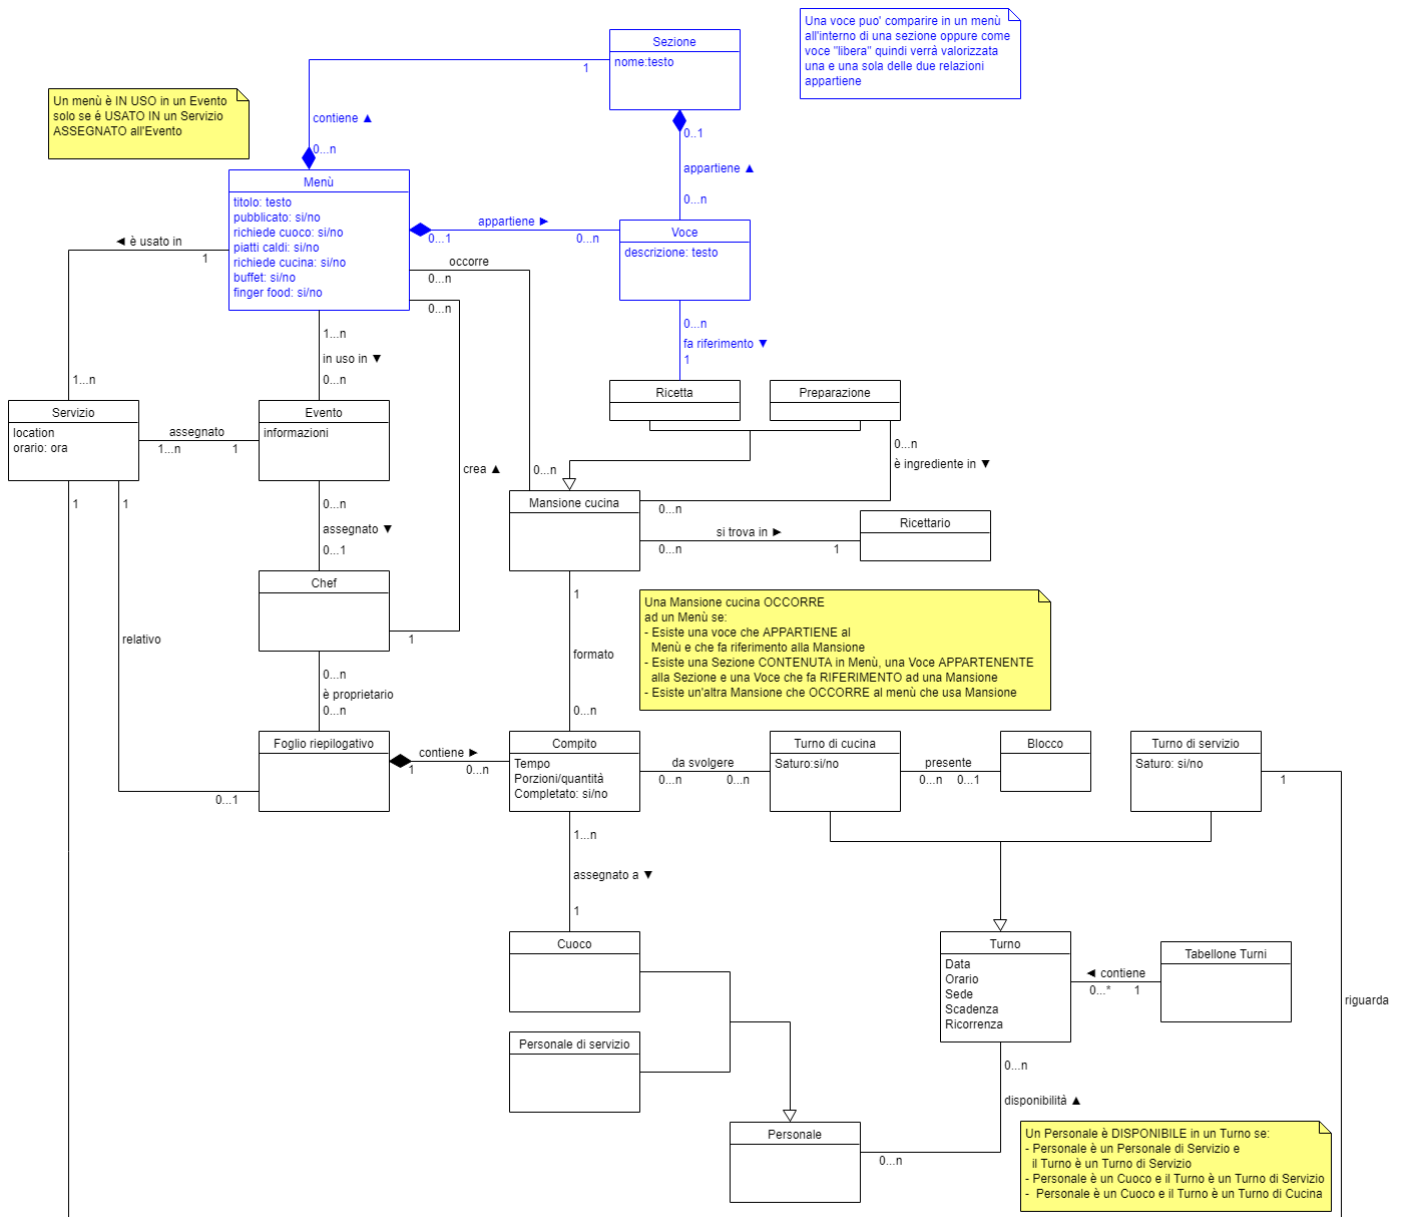 Sezione
nome:testo
1
contiene ▲
0...n
Una voce puo' comparire in un menù
all'interno di una sezione oppure come
voce "libera" quindi verrà valorizzata
una e una sola delle due relazioni
appartiene
Un menù è IN USO in un Evento
solo se é USATO IN un Servizio
ASSEGNATO all'Evento
0..1
appartiene ▲
0...n
Menù
titolo: testo
pubblicato: si/no
richiede cuoco: si/no
piatti caldi: si/no
richiede cucina: si/no
buffet: si/no
finger food: si/no
appartiene ►
0...1
0...n
Voce
descrizione: testo
◄ è usato in
1
1...n
occorre
0...n
0...n
0...n
crea ▲
1
1...n
in uso in ▼
0...n
0...n
fa riferimento ▼
1
Ricetta
Preparazione
Servizio
location
orario: ora
assegnato
1...n
1
Evento
informazioni
0...n
è ingrediente in ▼
0...n
Mansione cucina
si trova in ►
0...n
1
Ricettario
1
1
0...n
assegnato ▼
0...1
Chef
relativo
0...1
1
formato
0...n
Una Mansione cucina OCCORRE
ad un Menù se:
- Esiste una voce che APPARTIENE al
Menù e che fa riferimento alla Mansione
- Esiste una Sezione CONTENUTA in Menù, una Voce APPARTENENTE
alla Sezione e una Voce che fa RIFERIMENTO ad una Mansione
- Esiste un'altra Mansione che OCCORRE al menù che usa Mansione
0...n
è proprietario
0...n
Foglio riepilogativo
contiene ►
1
0...n
Compito
Tempo
Porzioni/quantità
Completato: si/no
da svolgere
0...n
0...n
Turno di cucina
Saturo:si/no
presente
0...n
0...1
Blocco
Turno di servizio
Saturo: si/no
1
riguarda
1...n
assegnato a ▼
1
Cuoco
Personale di servizio
Turno
Data
Orario
Sede
Scadenza
Ricorrenza
◄ contiene
0...*
1
Tabellone Turni
0...n
disponibilità ▲
0...n
Personale
Un Personale è DISPONIBILE in un Turno se:
- Personale è un Personale di Servizio e
il Turno è un Turno di Servizio
- Personale è un Cuoco e il Turno è un Turno di Servizio
- Personale è un Cuoco e il Turno è un Turno di Cucina